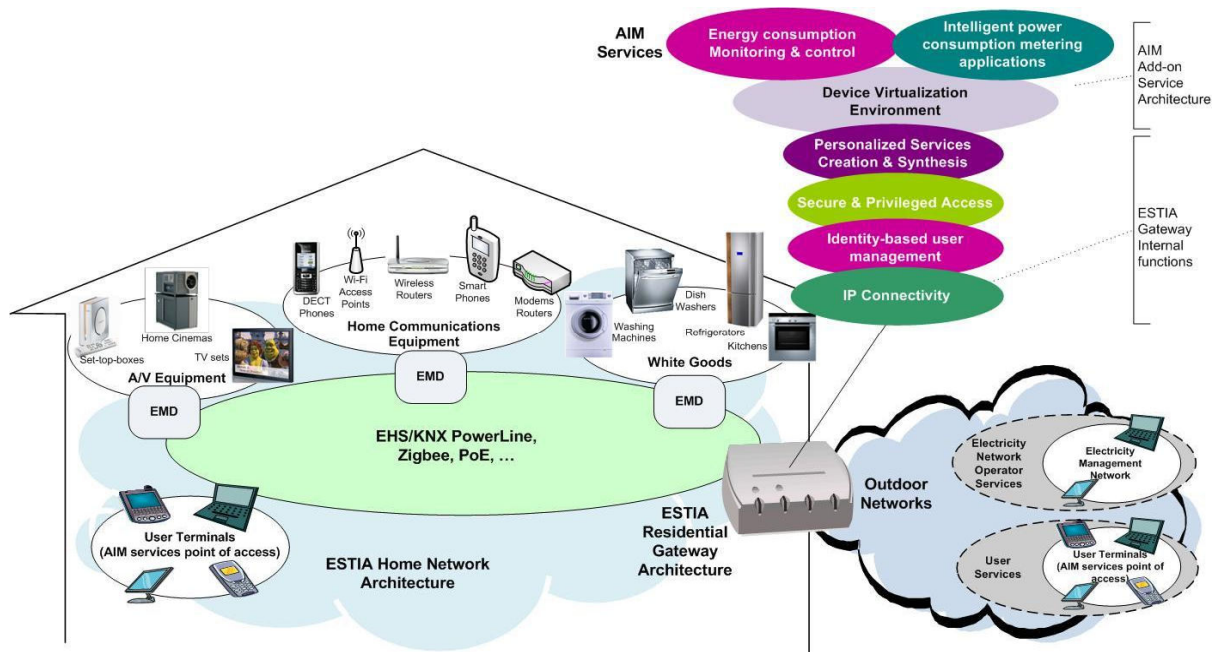 AIM
Services
Energy consumption
Monitoring & control
Intelligent power
consumption metering
applications
Device Virtualization
Environment
AIM
Add-on
Service
Architecture
Personalized Services
Creation & Synthesis
Secure & Privileged Access
Identity-based user
management
IP Connectivity
ESTIA
Gateway
Internal
functions
DECT
Phones
Wi-Fi
Access
Points
Wireless
Routers
Smart
Phones
Modems
Routers
Home Communications
Equipment
Set-top-boxes
Home Cinemas
TV sets
A/V Equipment
Washing
Machines
Dish
Washers
Refrigerators
Kitchens
White Goods
EMD
EMD
EMD
EHS/KNX PowerLine,
Zigbee, PoE, …
User Terminals
(AIM services point of access)
ESTIA Home Network
Architecture
ESTIA
Residential
Gateway
Architecture
Outdoor
Networks
Electricity
Network
Operator
Services
Electricity
Management
Network
User
Services
User Terminals
(AIM services point of
access)